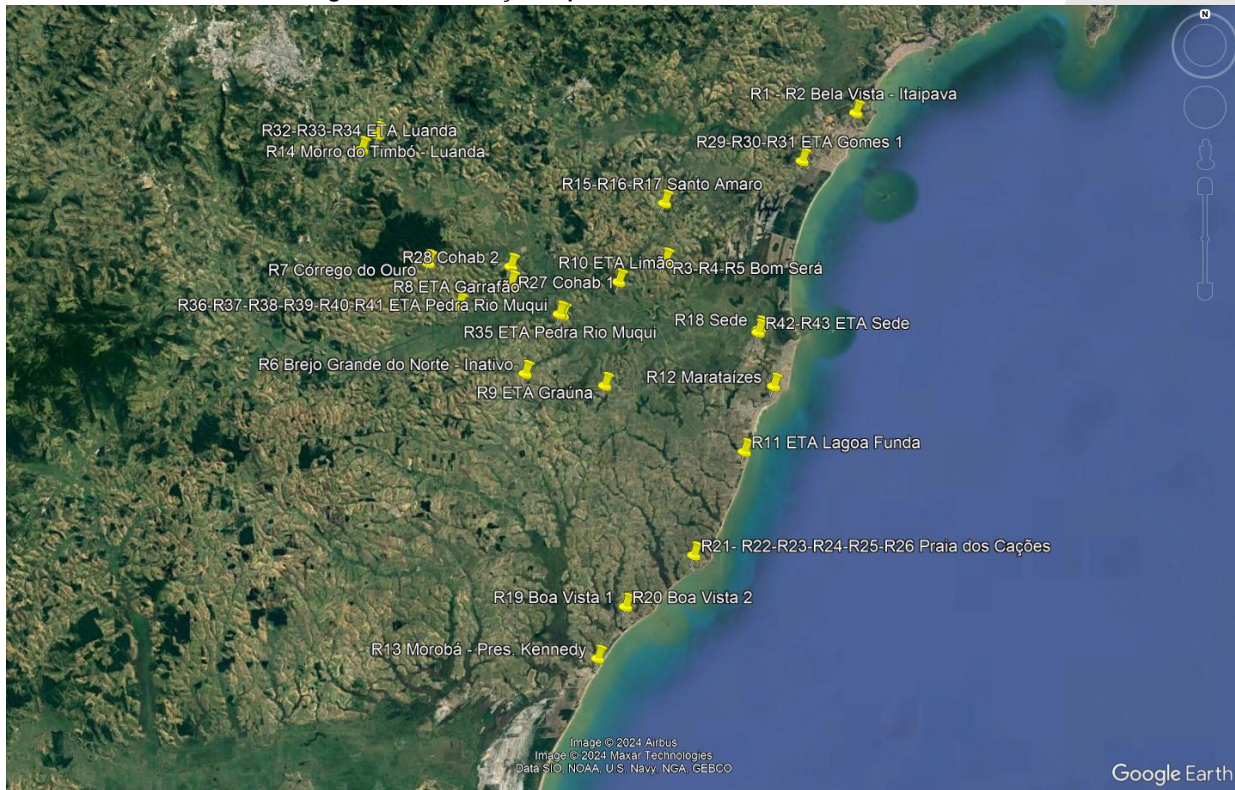 N
R1 - R2 Bela Vista - Itaipava
R32-R33-R34 ETA Luanda
R29-R30-R31 ETA Gomes 1
R14 Morro do Timbó - Luanda
R15-R16-R17 Santo Amaro
R28 Cohab 2
R10 ETA Limão
R7 Córrego do Ouro
R3-R4-R5 Bom Será
R8 ETA Garrafão
R27 Cohab 1
R36-R37-R38-R39-R40-R41 ETA Pedra Rio Muqui
R18 Sede
R42-R43 ETA Sede
R35 ETA Pedra Rio Muqui
R6 Brejo Grande do Norte - Inativo
R12 Marataízes
R9 ETA Graúna
R11 ETA Lagoa Funda
R21- R22-R23-R24-R25-R26 Praia dos Cações
R19 Boa Vista 1
R20 Boa Vista 2
R13 Morobá - Pres. Kennedy
Image © 2024 Airbus
Image © 2024 Maxar Technologies
Data SIO, NOAA, U.S. Navy, NGA, GEBCO
Google Earth